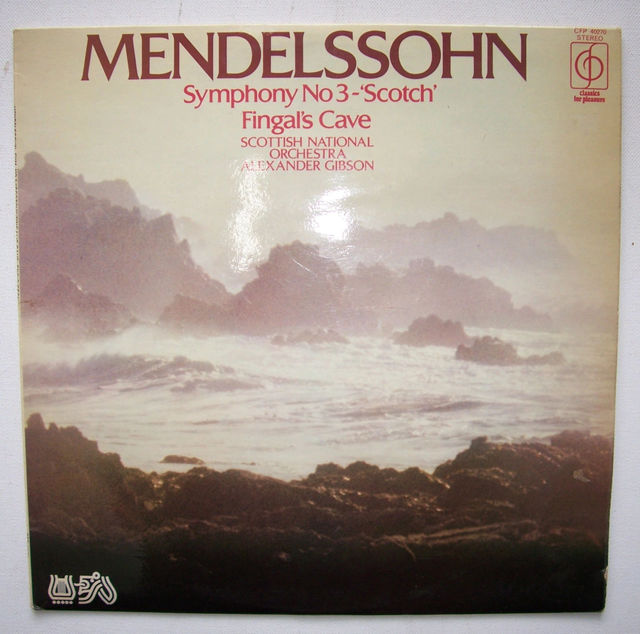 MENDELSSOHN
Symphony No 3-'Scotch'
Fingal's Cave
SCOTTISH NATIONAL
ORCHESTRA
ALEXANDER GIBSON
CFP 40270
STEREO
classics
for pleasure